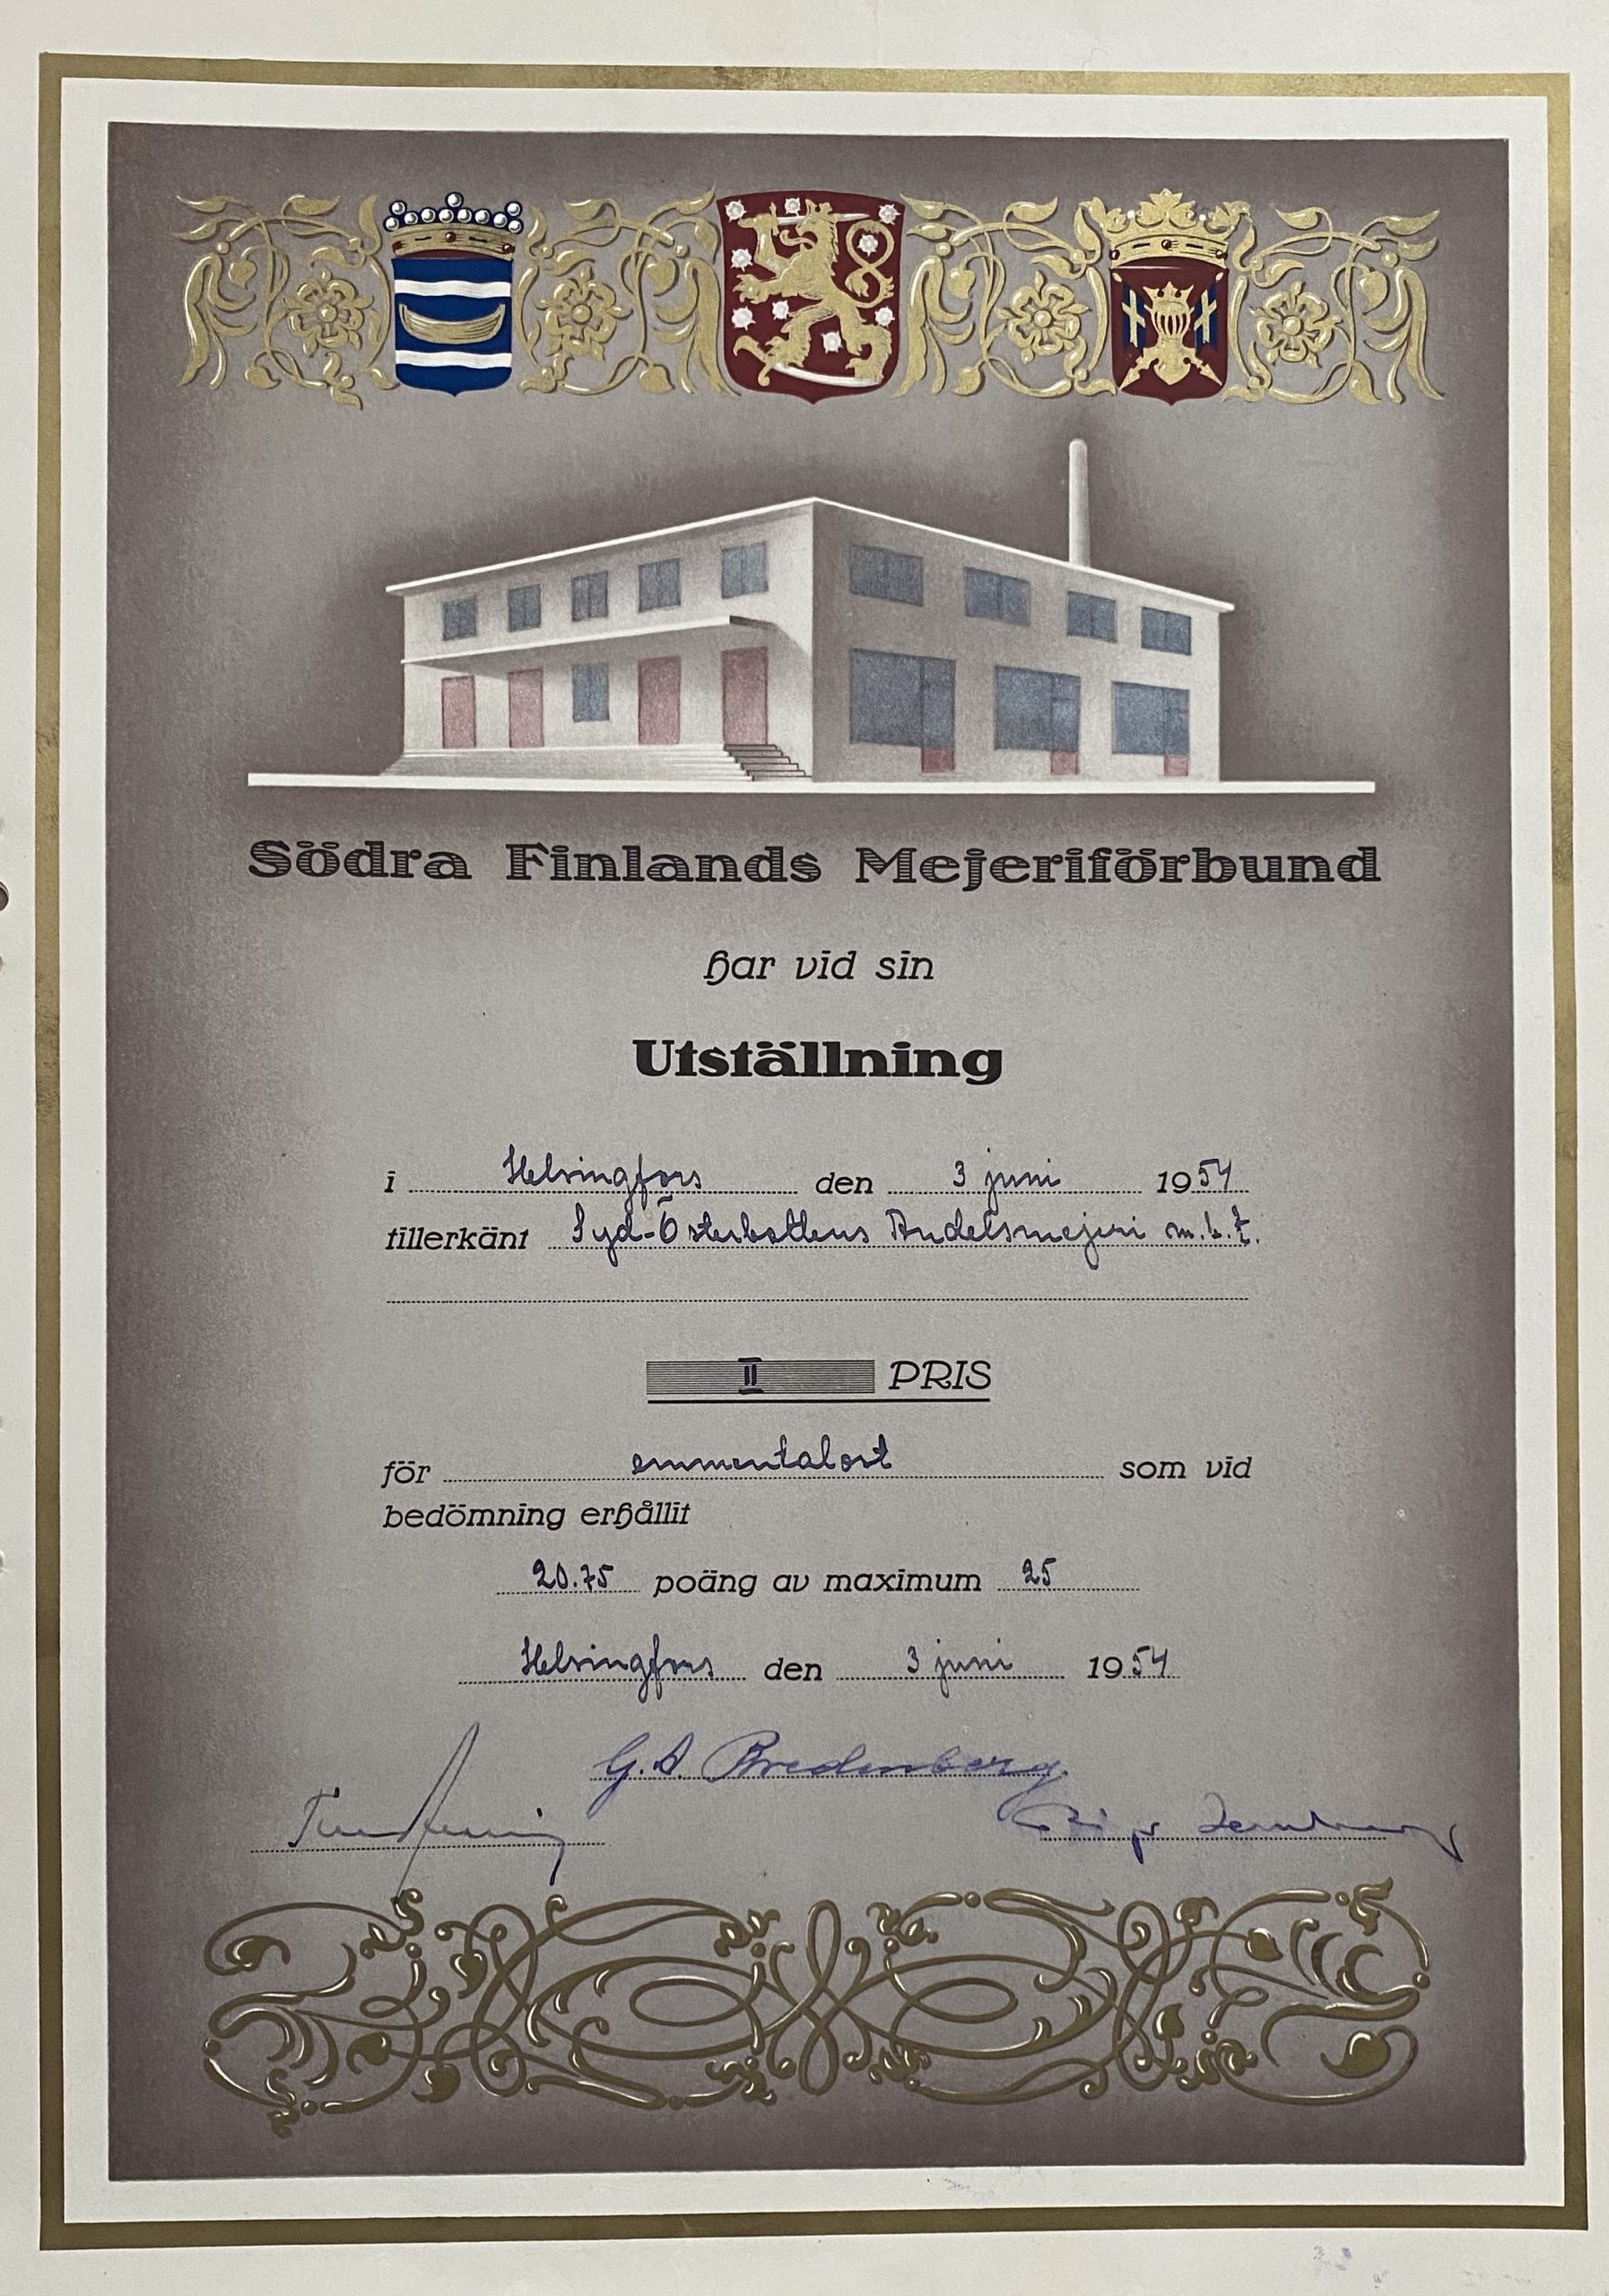 Södra Finlands Mejeriförbund
har vid sin
Utställning
i Helsingfors den 3 juni 1954
tillerkänt Syd-Österbottens Andelsmejeri m.b.t.
II PRIS
för emmentalost som vid
bedömning erhållit
20.75 poäng av maximum 25
Helsingfors den 3 juni 1954
G.A. Bredenberg